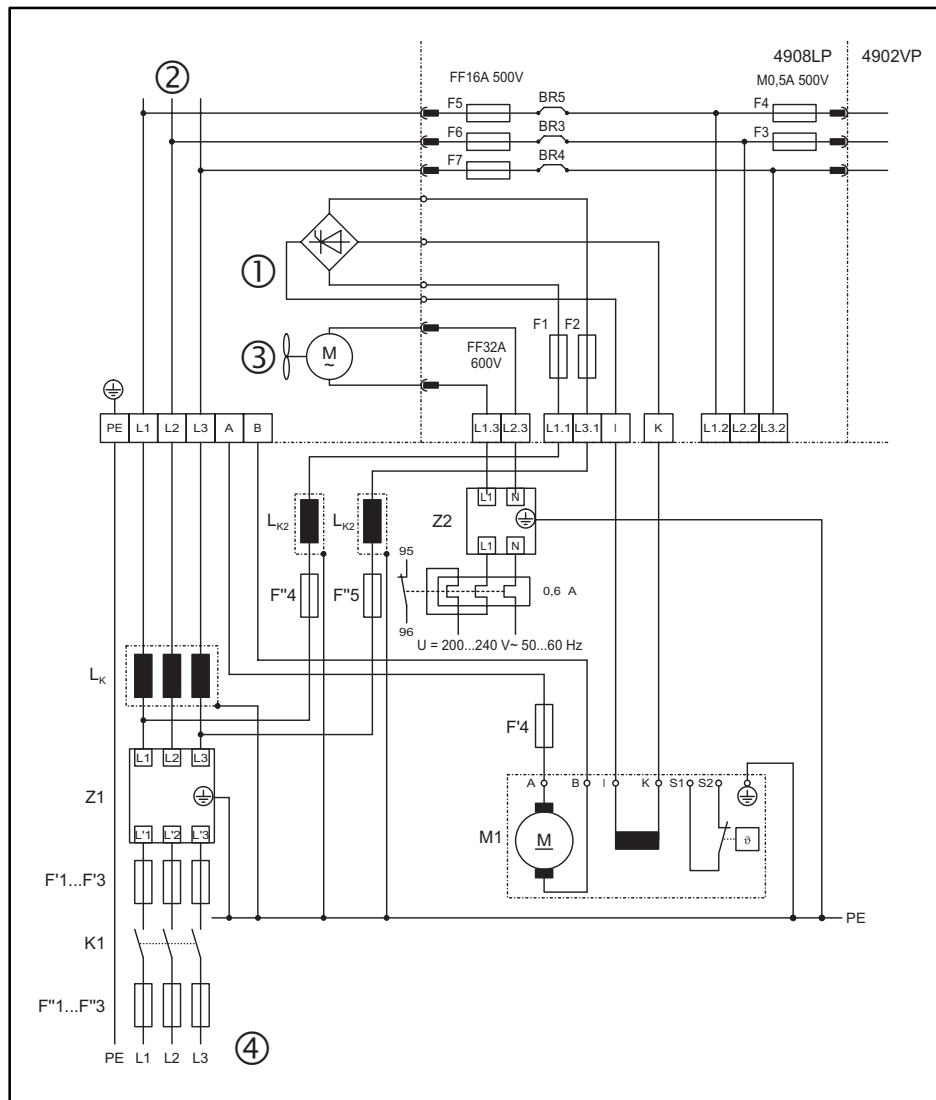 4908LP 4902VP
②
FF16A 500V M0,5A 500V
F5 BR5 F4
F6 BR3 F3
F7 BR4
①
F1 F2
③ M ~ FF32A
600V
PE L1 L2 L3 A B L1.3 L2.3 L1.1 L3.1 I K L1.2 L2.2 L3.2
L1 N
LK2 LK2 Z2
L1 N
95
F"4 F"5 0,6 A
96
U = 200...240 V~ 50...60 Hz
LK
F'4
L1 L2 L3
Z1 A B I K S1 S2
M1 M ϑ
L'1 L'2 L'3
F'1...F'3
PE
K1
F"1...F"3
④
PE L1 L2 L3